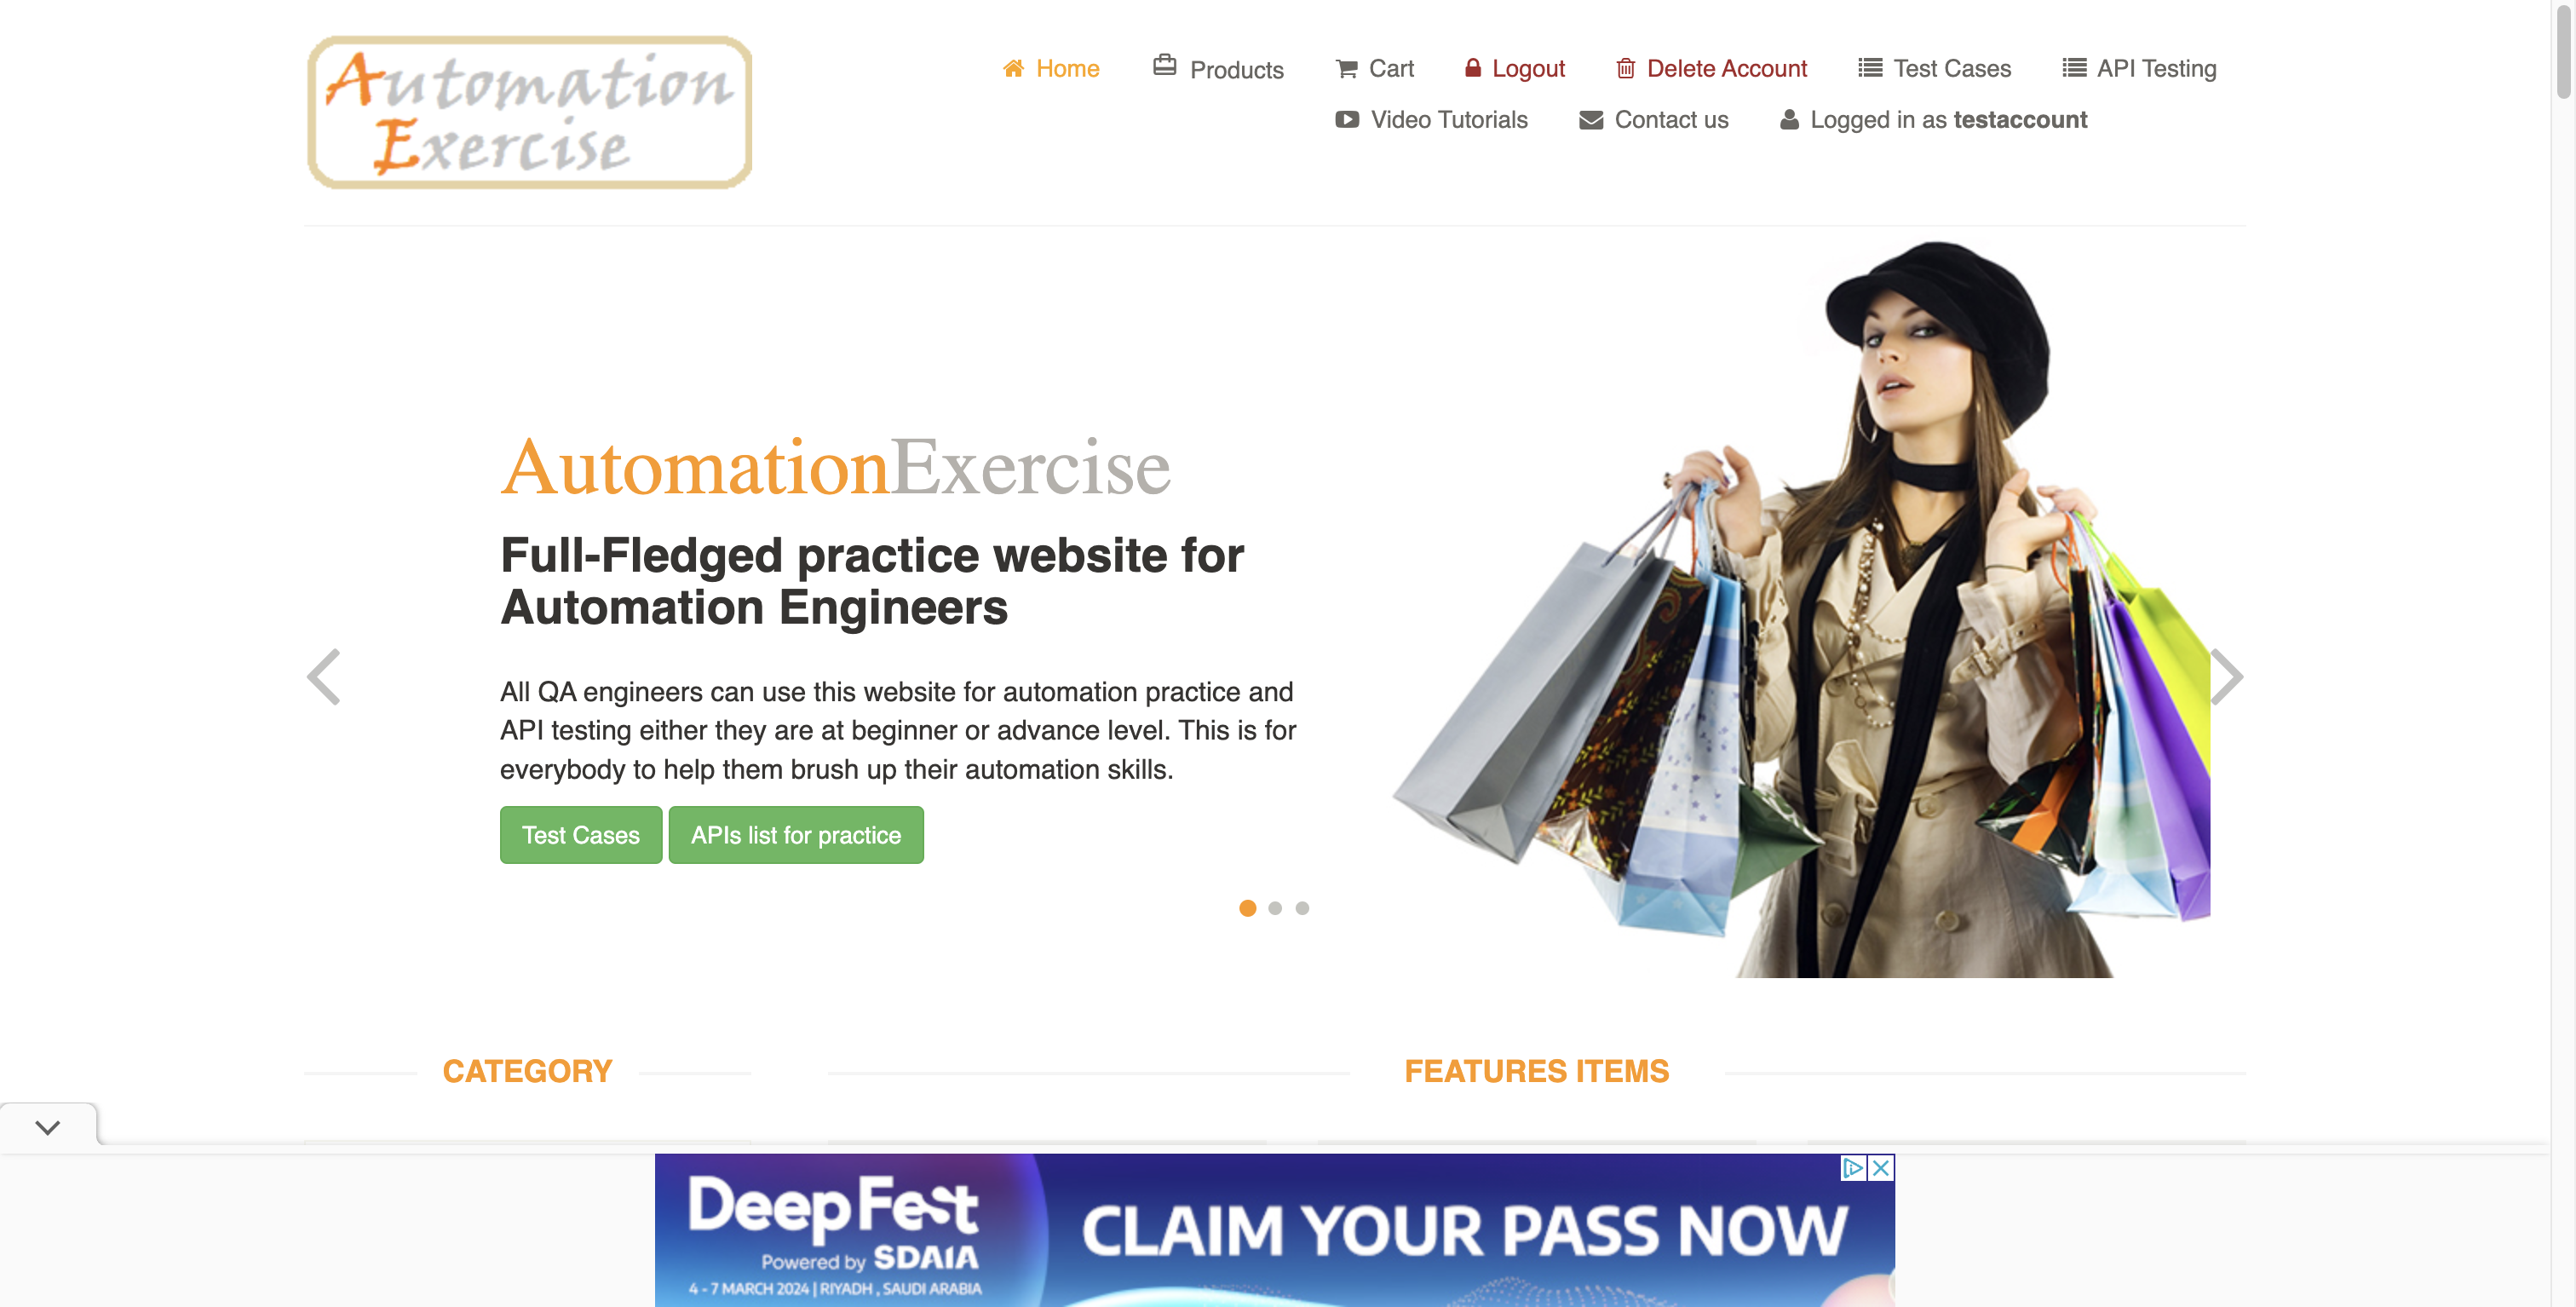 Automation
Exercise
Home
Products
Cart
Logout
Delete Account
Test Cases
API Testing
Video Tutorials
Contact us
Logged in as testaccount
AutomationExercise
Full-Fledged practice website for
Automation Engineers
All QA engineers can use this website for automation practice and
API testing either they are at beginner or advance level. This is for
everybody to help them brush up their automation skills.
Test Cases
APIs list for practice
CATEGORY
FEATURES ITEMS
DeepFest
Powered by SDAIA
4 - 7 MARCH 2024 | RIYADH , SAUDI ARABIA
CLAIM YOUR PASS NOW